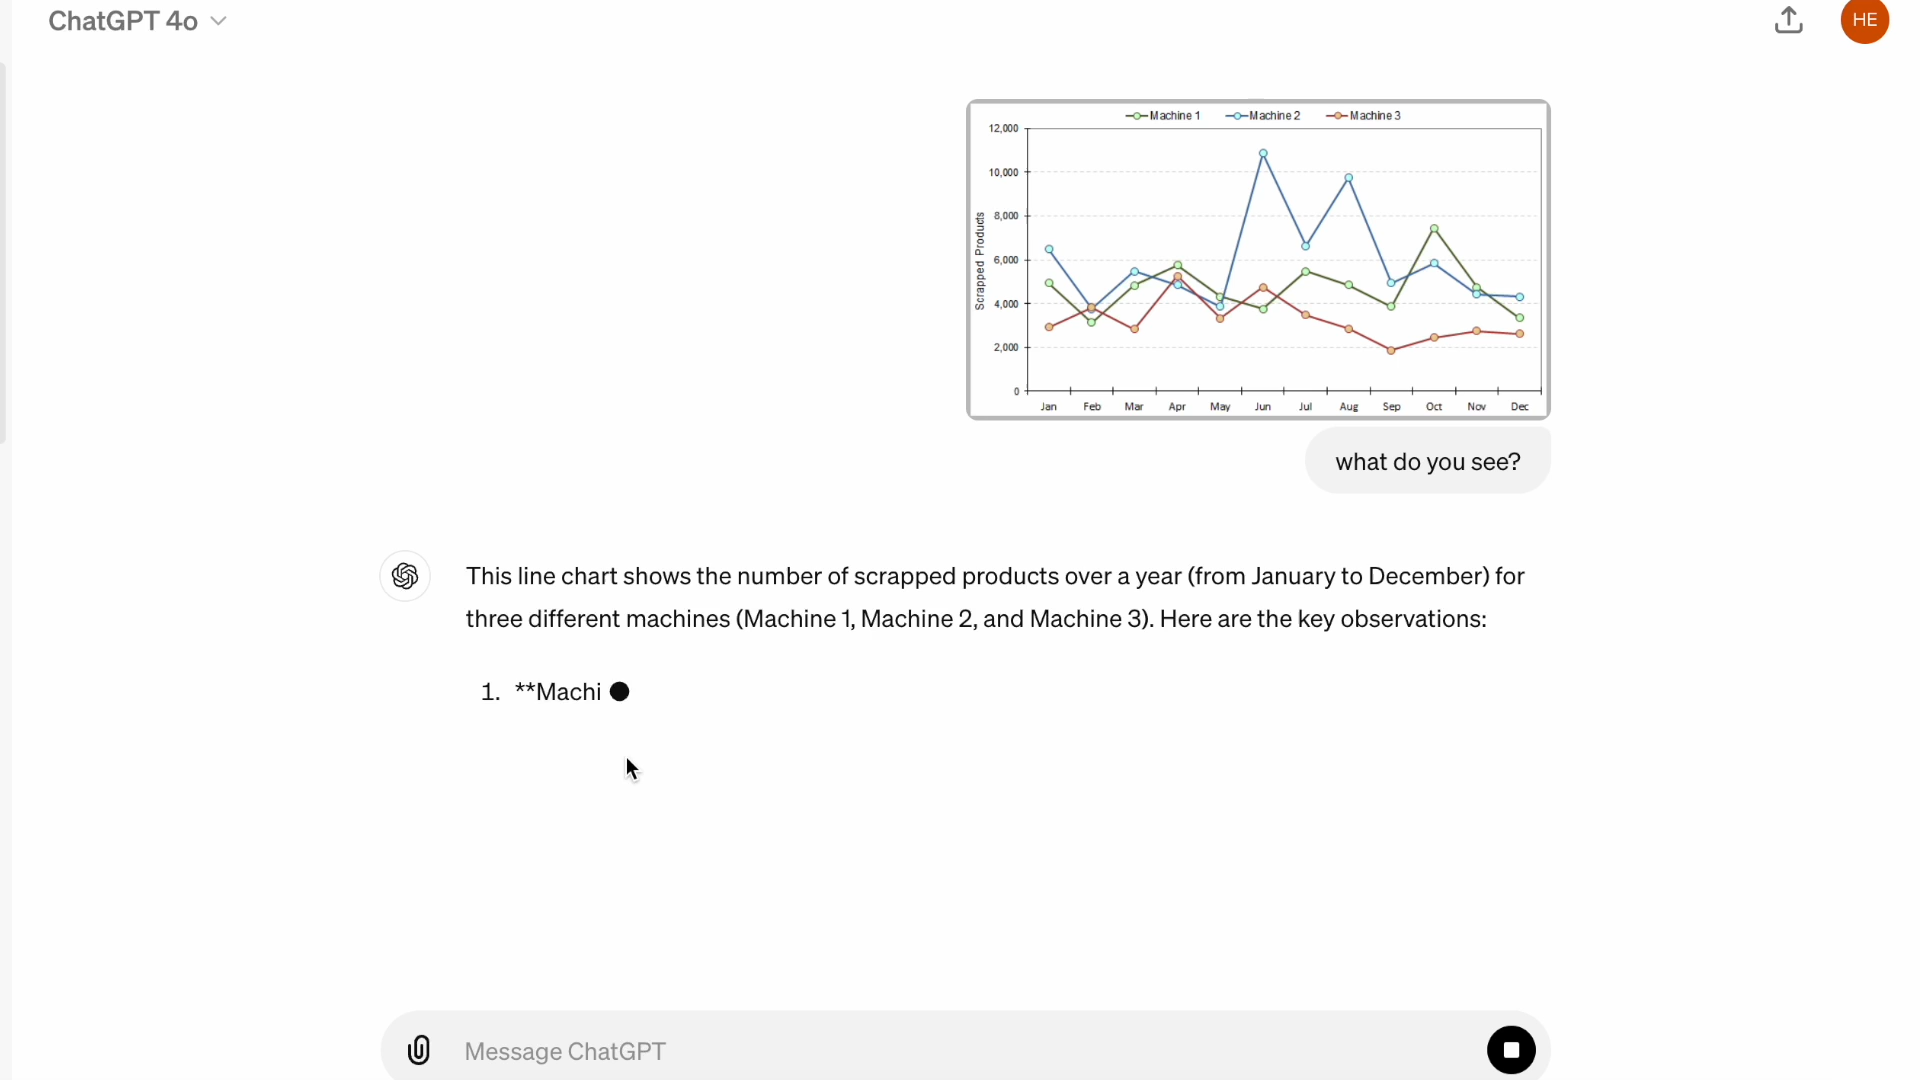 ChatGPT 4o
HE
Machine 1 Machine 2 Machine 3
12,000
10,000
8,000
6,000
4,000
2,000
0
Scrapped Products
Jan Feb Mar Apr May Jun Jul Aug Sep Oct Nov Dec
what do you see?
This line chart shows the number of scrapped products over a year (from January to December) for
three different machines (Machine 1, Machine 2, and Machine 3). Here are the key observations:
1. **Machi
Message ChatGPT